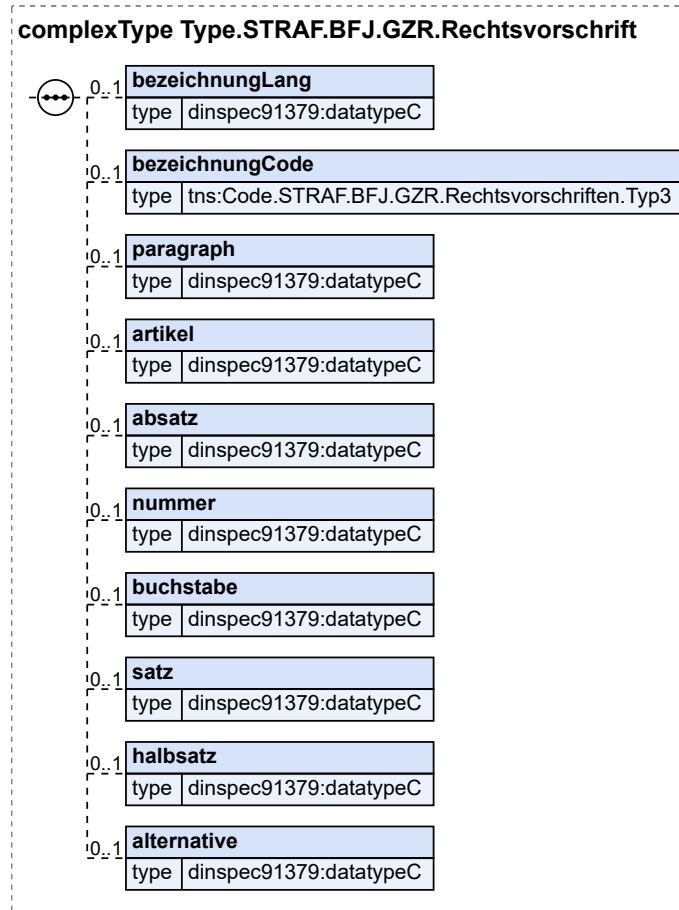 complexType Type.STRAF.BFJ.GZR.Rechtsvorschrift
0..1 bezeichnungLang
type dinspec91379:datatypeC
0..1 bezeichnungCode
type tns:Code.STRAF.BFJ.GZR.Rechtsvorschriften.Typ3
0..1 paragraph
type dinspec91379:datatypeC
0..1 artikel
type dinspec91379:datatypeC
0..1 absatz
type dinspec91379:datatypeC
0..1 nummer
type dinspec91379:datatypeC
0..1 buchstabe
type dinspec91379:datatypeC
0..1 satz
type dinspec91379:datatypeC
0..1 halbsatz
type dinspec91379:datatypeC
0..1 alternative
type dinspec91379:datatypeC